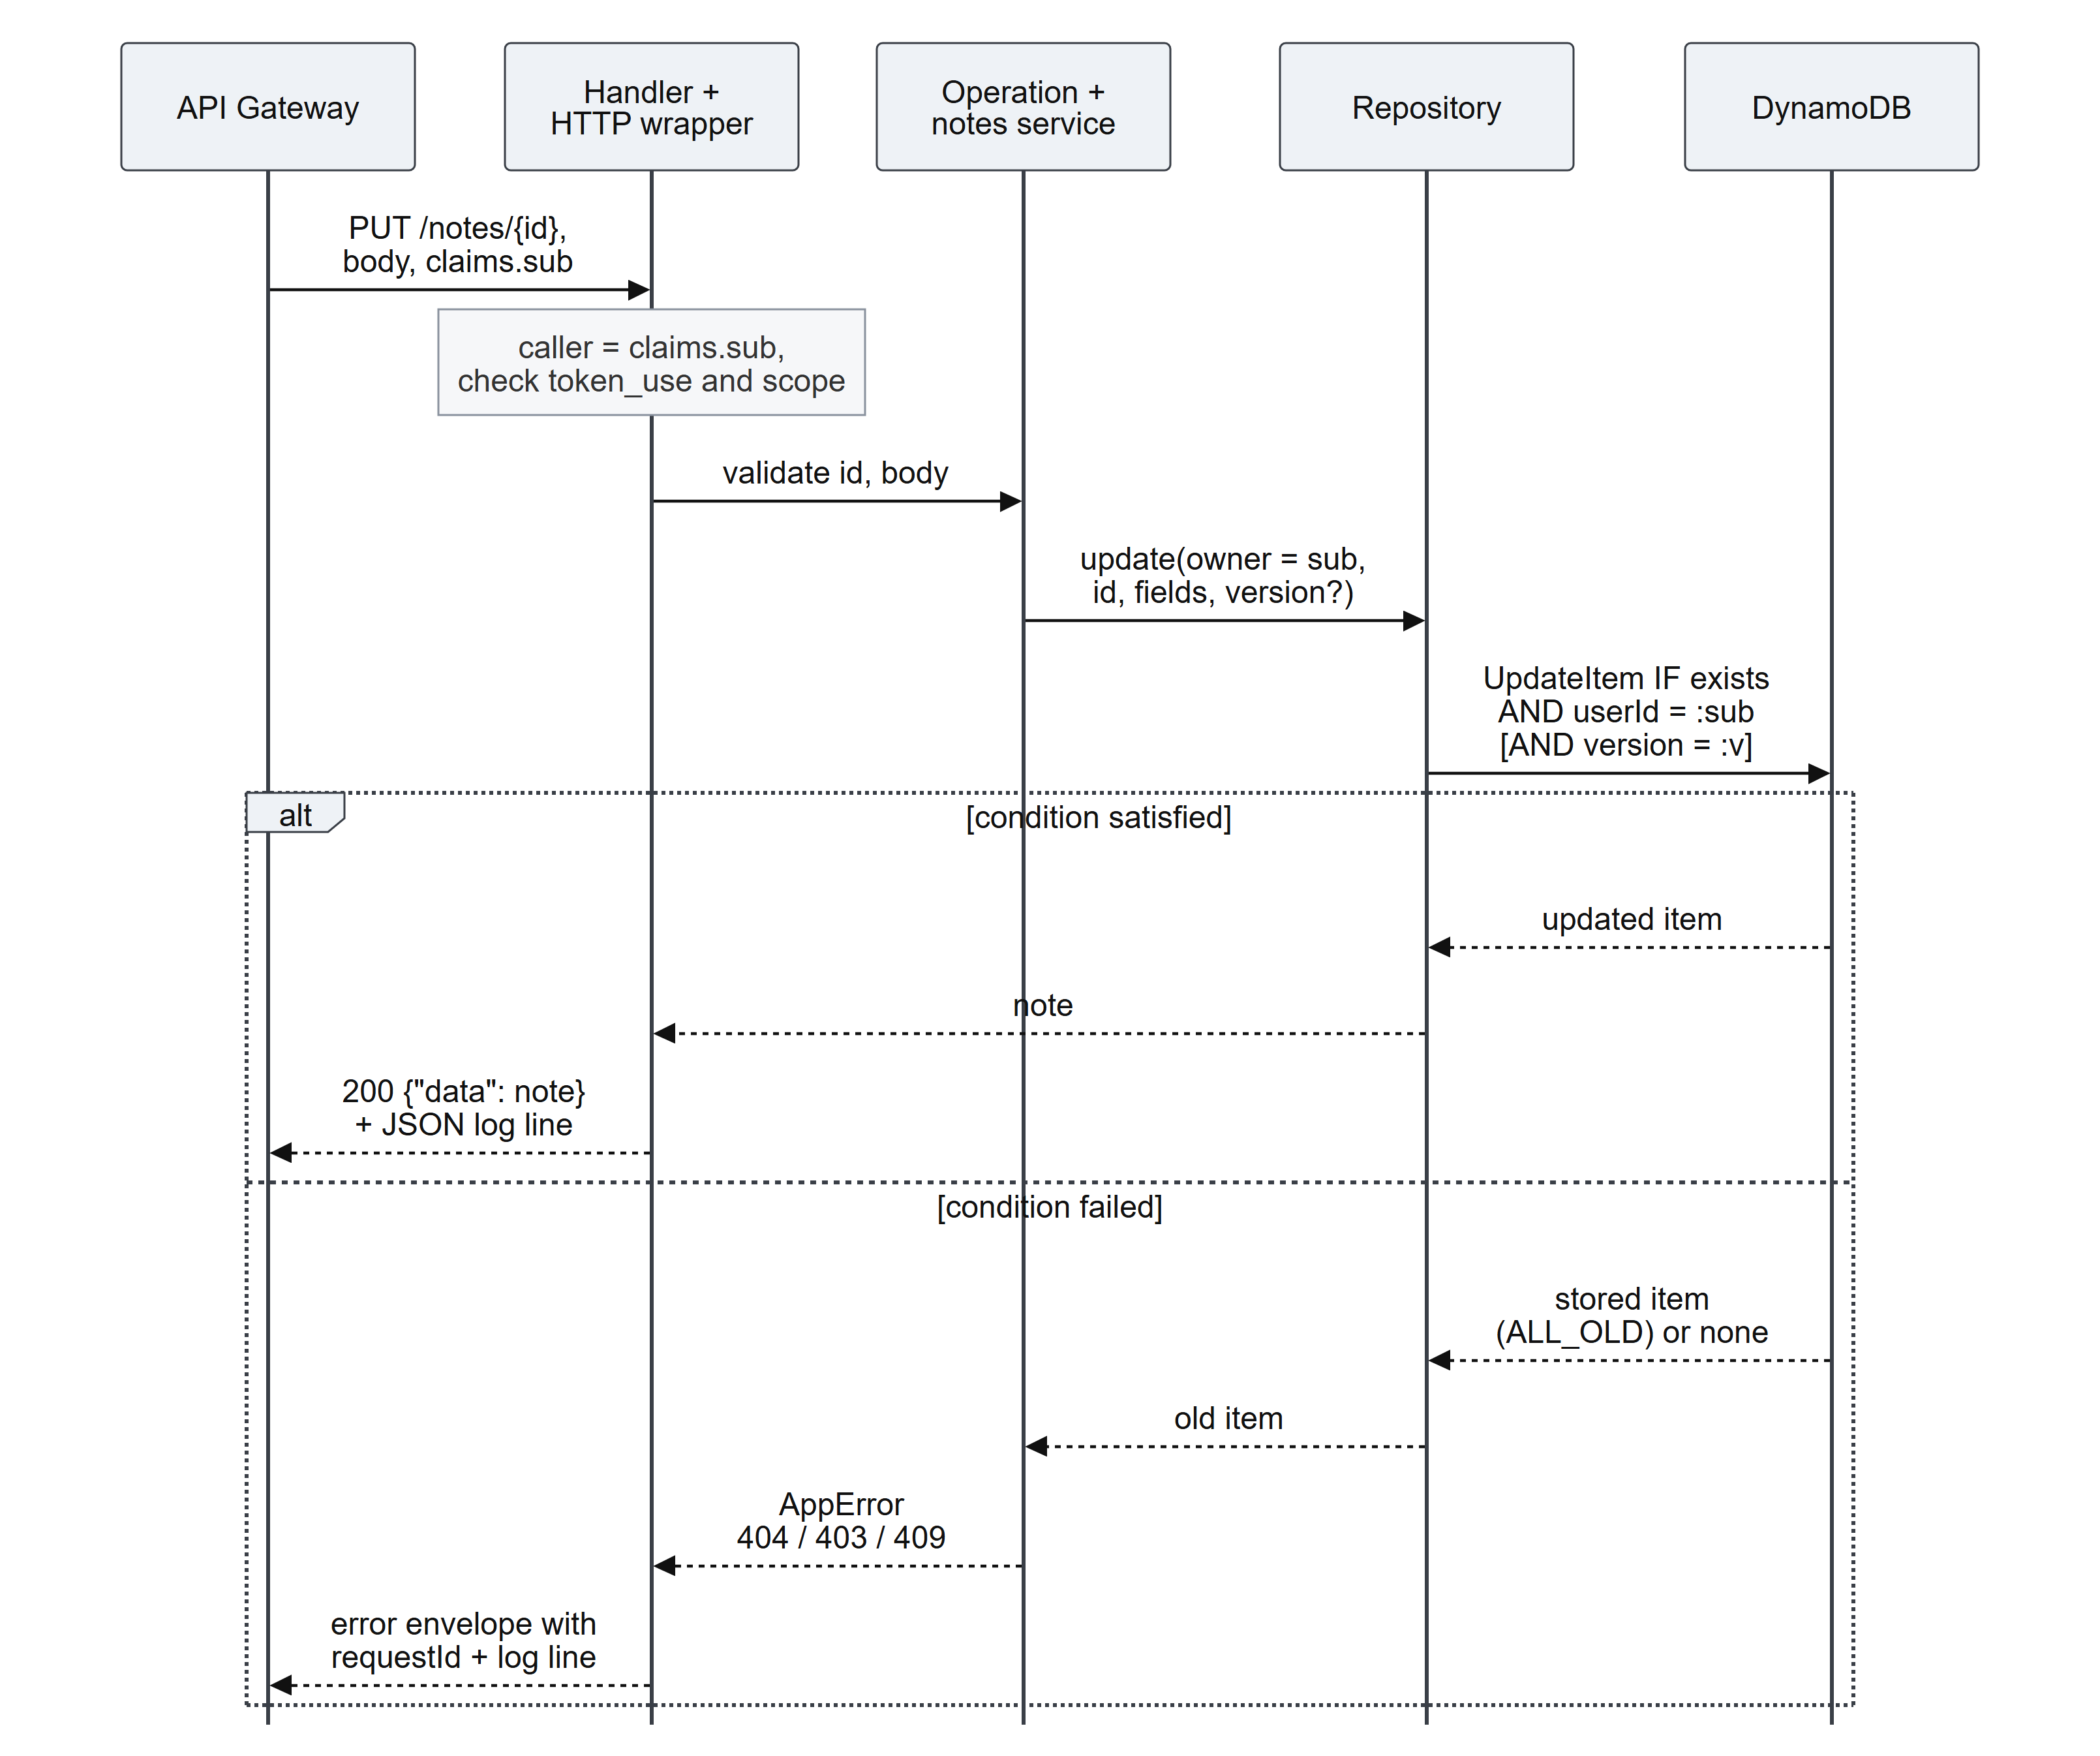 API Gateway
Handler +
HTTP wrapper
Operation +
notes service
Repository
DynamoDB
PUT /notes/{id},
body, claims.sub
caller = claims.sub,
check token_use and scope
validate id, body
update(owner = sub,
id, fields, version?)
UpdateItem IF exists
AND userId = :sub
[AND version = :v]
alt
[condition satisfied]
updated item
note
200 {"data": note}
+ JSON log line
[condition failed]
stored item
(ALL_OLD) or none
old item
AppError
404 / 403 / 409
error envelope with
requestId + log line